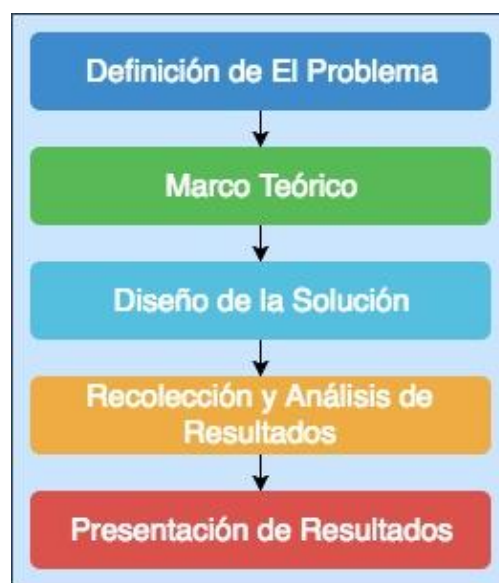 Definición de El Problema
Marco Teórico
Diseño de la Solución
Recolección y Análisis de
Resultados
Presentación de Resultados